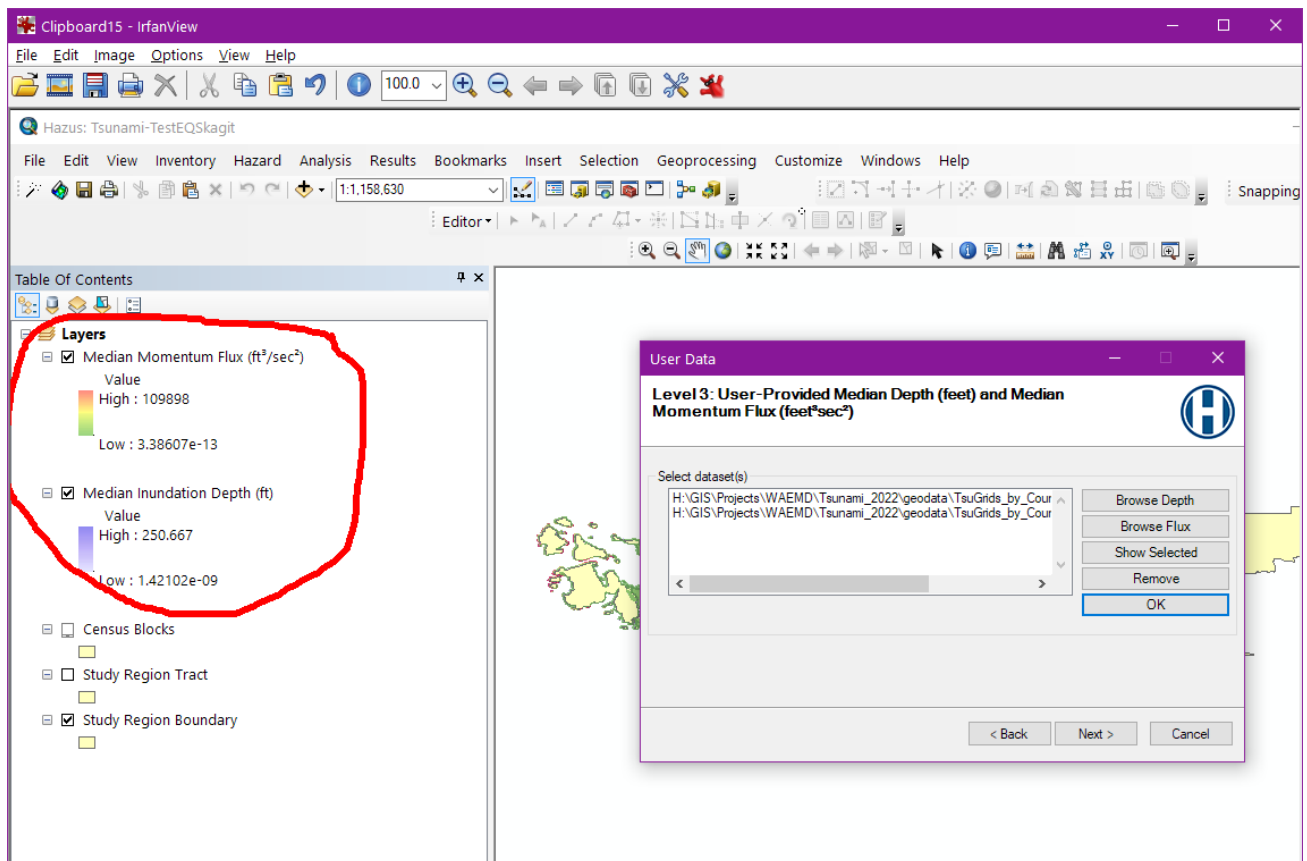 Clipboard15 - IrfanView
File Edit Image Options View Help
100.0
Hazus: Tsunami-TestEQSkagit
File Edit View Inventory Hazard Analysis Results Bookmarks Insert Selection Geoprocessing Customize Windows Help
1:1,158,630
Snapping
Editor
XY
Table Of Contents
Layers
Median Momentum Flux (ft³/sec²)
Value
High : 109898
Low : 3.38607e-13
Median Inundation Depth (ft)
Value
High : 250.667
Low : 1.42102e-09
Census Blocks
Study Region Tract
Study Region Boundary
User Data
Level 3: User-Provided Median Depth (feet) and Median
Momentum Flux (feet³sec²)
Select dataset(s)
H:\GIS\Projects\WAEMD\Tsunami_2022\geodata\TsuGrids_by_Cour
H:\GIS\Projects\WAEMD\Tsunami_2022\geodata\TsuGrids_by_Cour
Browse Depth
Browse Flux
Show Selected
Remove
OK
< Back Next > Cancel